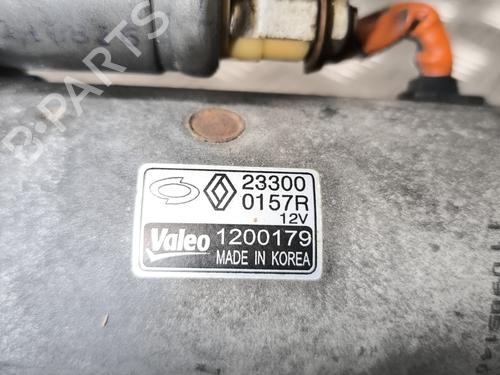 23300
0157R
12V
Valeo 1200179
MADE IN KOREA
B-PARTS